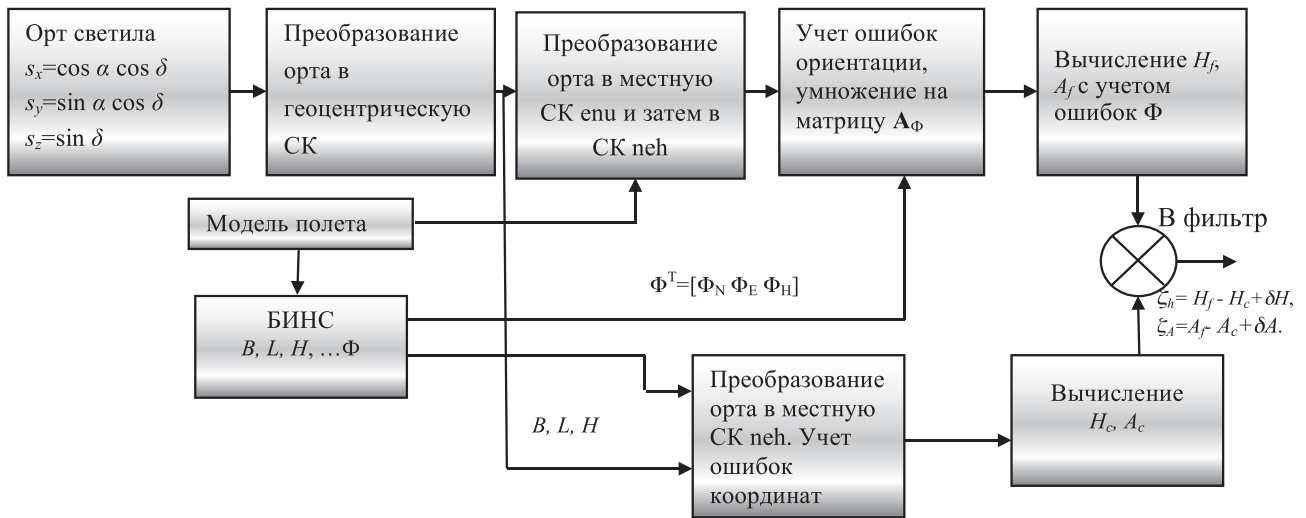 Орт светила
sx=cos α cos δ
sy=sin α cos δ
sz=sin δ
Преобразование
орта в
геоцентрическую
СК
Преобразование
орта в местную
СК enu и затем в
СК neh
Учет ошибок
ориентации,
умножение на
матрицу AΦ
Вычисление Hf,
Af с учетом
ошибок Φ
Модель полета
В фильтр
ΦT=[ΦN ΦE ΦH]
ζh= Hf - Hc+δH,
ζA=Af- Ac+δA.
БИНС
B, L, H, …Φ
B, L, H
Преобразование
орта в местную
СК neh. Учет
ошибок
координат
Вычисление
Hc, Ac